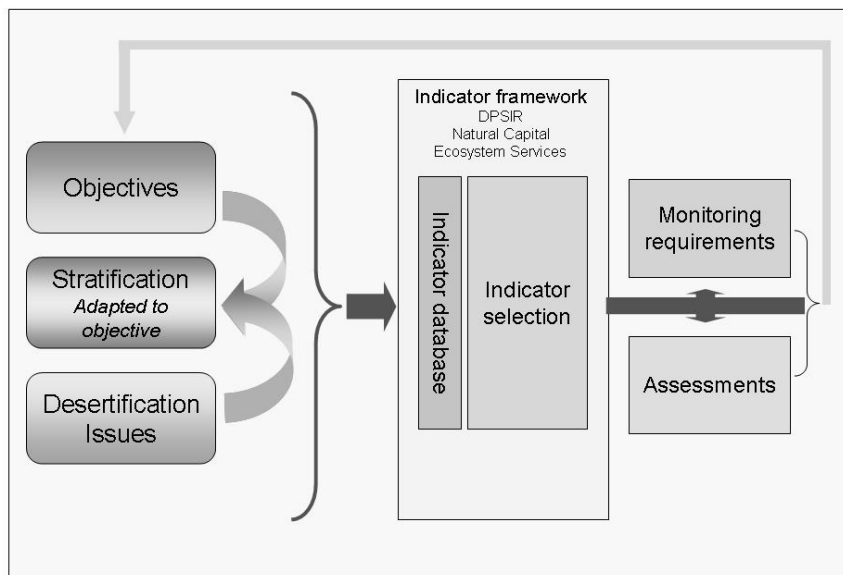 Objectives
Stratification
Adapted to
objective
Desertification
Issues
Indicator framework
DPSIR
Natural Capital
Ecosystem Services
Indicator database
Indicator
selection
Monitoring
requirements
Assessments